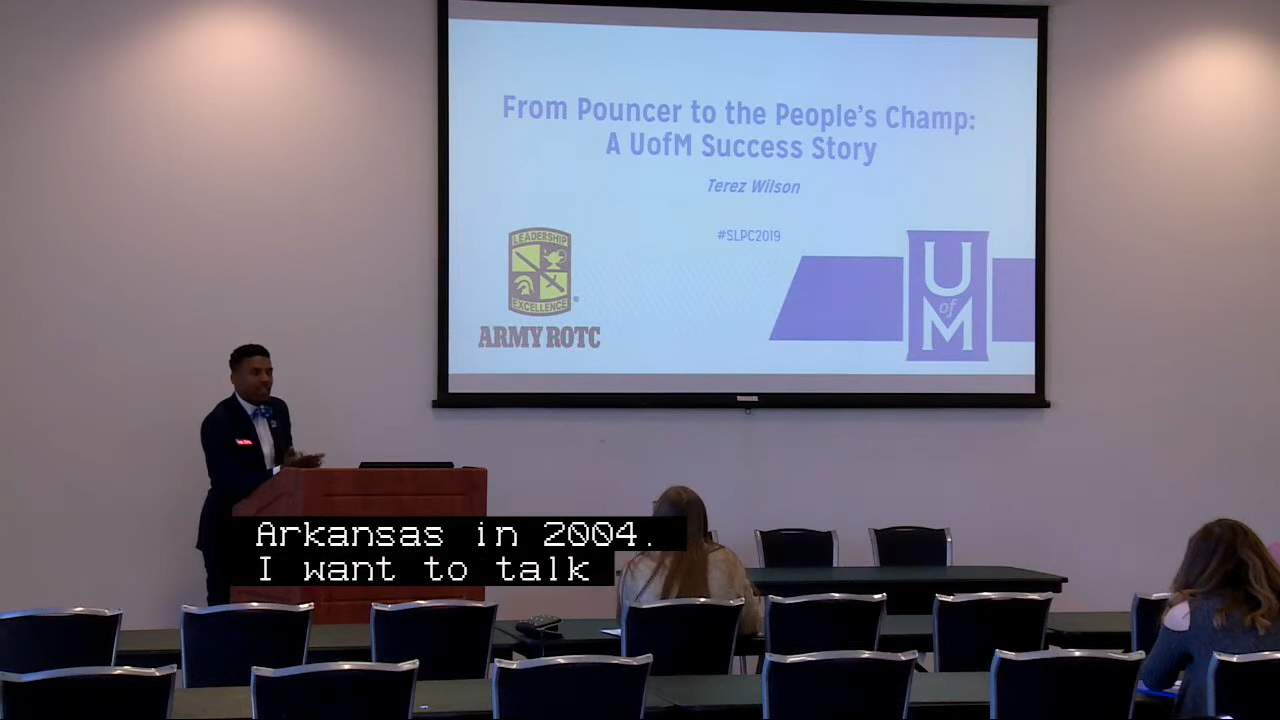 From Pouncer to the People's Champ:
A UofM Success Story
Terez Wilson
#SLPC2019
LEADERSHIP
EXCELLENCE
ARMY ROTC
U
of
M
Arkansas in 2004.
I want to talk